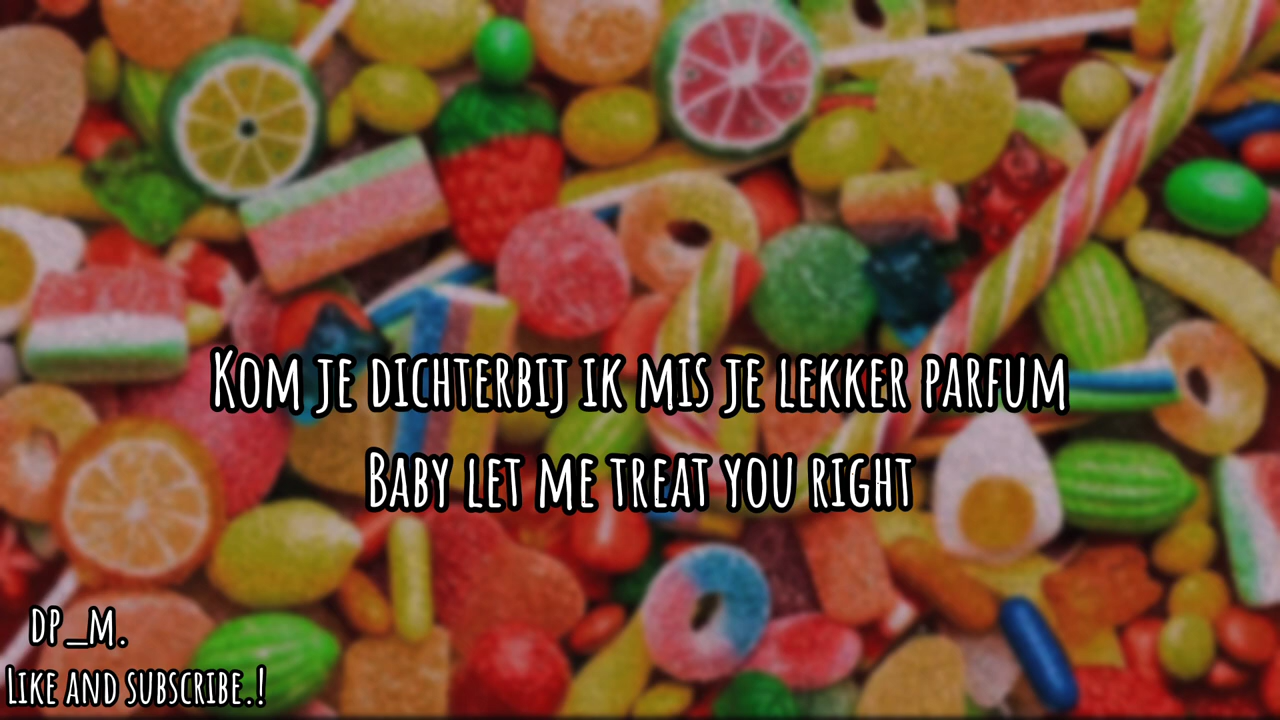 Kom je dichterbij ik mis je lekker parfum
Baby let me treat you right
dp_m.
Like and subscribe.!